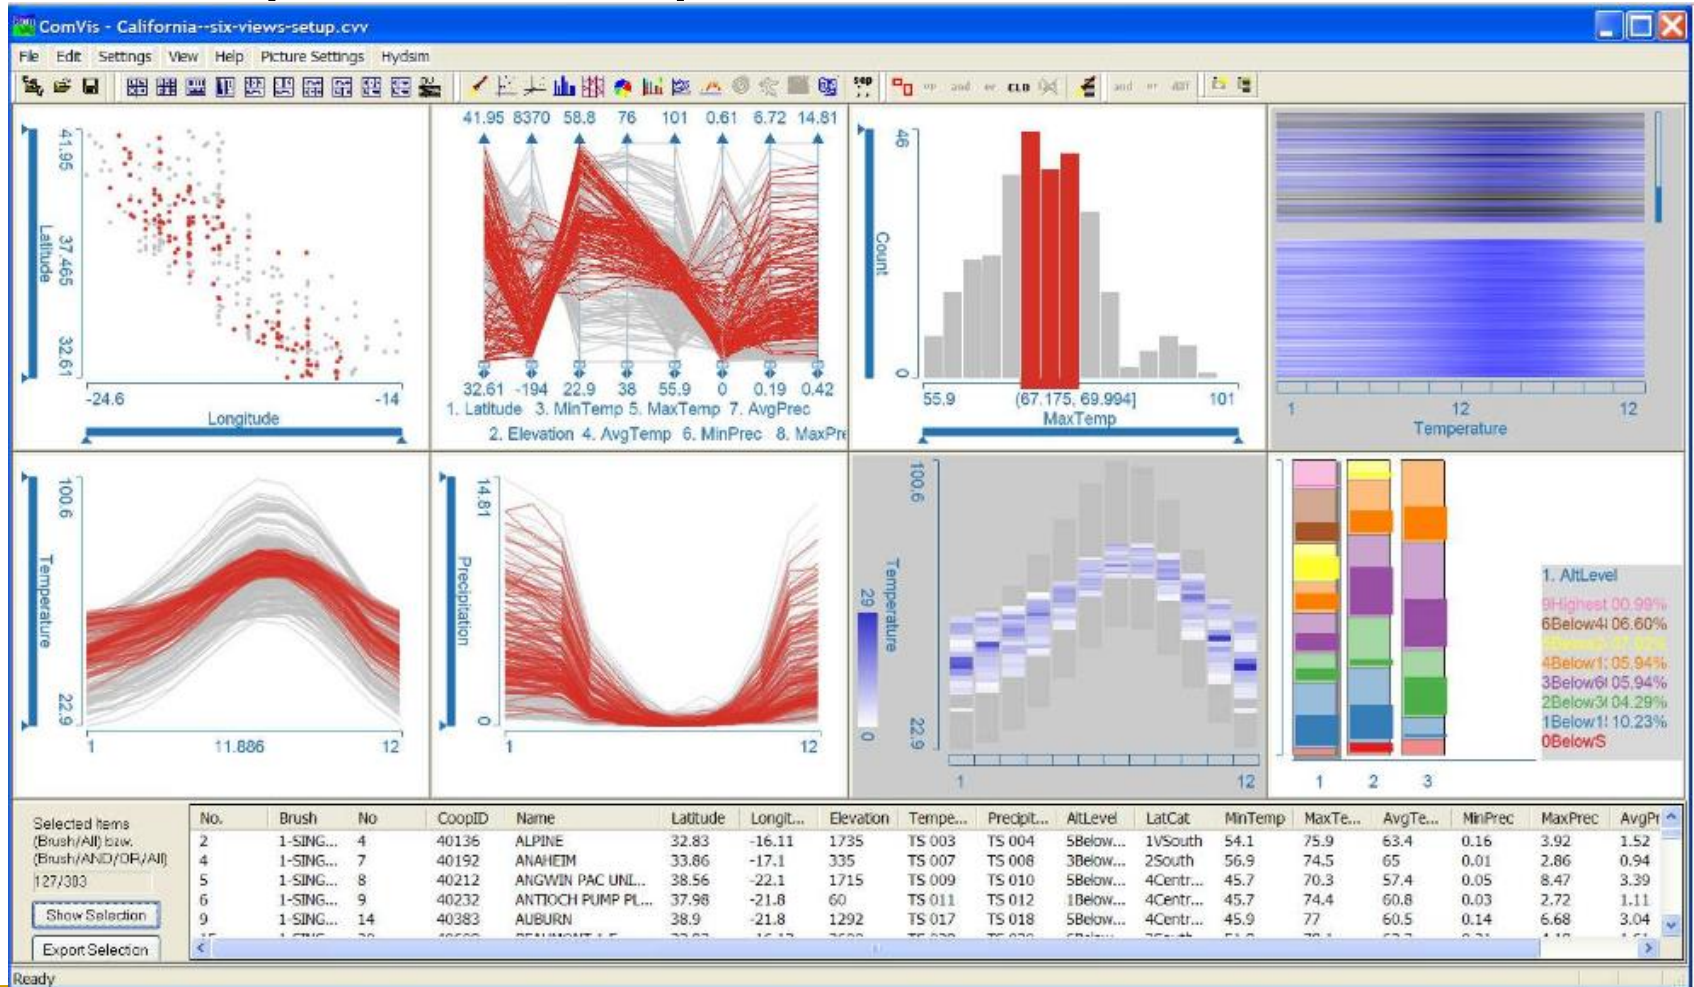 ComVis - California--six-views-setup.cvv
File Edit Settings View Help Picture Settings Hydsim
sep
up and or CLD
and or
41.95
Latitude
37.465
32.61
-24.6 -14
Longitude
41.95 8370 58.8 76 101 0.61 6.72 14.81
32.61 -194 22.9 38 55.9 0 0.19 0.42
1. Latitude 3. MinTemp 5. MaxTemp 7. AvgPrec
2. Elevation 4. AvgTemp 6. MinPrec 8. MaxPre
46
Count
0
55.9 (67.175, 69.994] 101
MaxTemp
1 12 12
Temperature
100.6
Temperature
22.9
1 11.886 12
14.81
Precipitation
0
1 12
100.6
Temperature
29
0
22.9
1 12
1. AltLevel
9Highest 00.99%
6Below4( 06.60%
4Below1: 05.94%
3Below6( 05.94%
2Below3( 04.29%
1Below1! 10.23%
0BelowS
1 2 3
Selected Items
(Brush/All) bzw.
(Brush/AND/OR/All)
127/303
Show Selection
Export Selection
No. Brush No CoopID Name Latitude Longit... Elevation Tempe... Precipit... AltLevel LatCat MinTemp MaxTe... AvgTe... MinPrec MaxPrec AvgPr
2 1-SING... 4 40136 ALPINE 32.83 -16.11 1735 TS 003 TS 004 5Below... 1VSouth 54.1 75.9 63.4 0.16 3.92 1.52
4 1-SING... 7 40192 ANAHEIM 33.86 -17.1 335 TS 007 TS 008 3Below... 2South 56.9 74.5 65 0.01 2.86 0.94
5 1-SING... 8 40212 ANGWIN PAC UNI... 38.56 -22.1 1715 TS 009 TS 010 5Below... 4Centr... 45.7 70.3 57.4 0.05 8.47 3.39
6 1-SING... 9 40232 ANTIOCH PUMP PL... 37.98 -21.8 60 TS 011 TS 012 1Below... 4Centr... 45.7 74.4 60.8 0.03 2.72 1.11
9 1-SING... 14 40383 AUBURN 38.9 -21.8 1292 TS 017 TS 018 5Below... 4Centr... 45.9 77 60.5 0.14 6.68 3.04
Ready